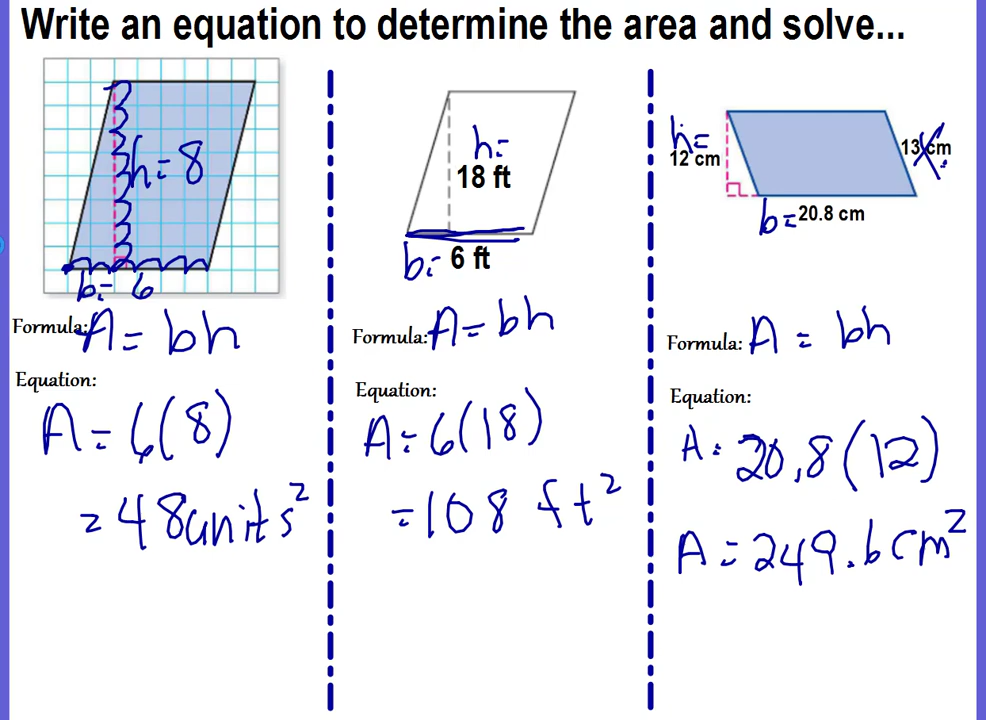 Write an equation to determine the area and solve...
h = 8
b = 6
Formula: A = bh
Equation:
A = 6(8)
= 48 units²
h =
18 ft
b = 6 ft
Formula: A = bh
Equation:
A = 6(18)
= 108 ft²
h =
12 cm
13 cm
b = 20.8 cm
Formula: A = bh
Equation:
A = 20.8(12)
A = 249.6 cm²